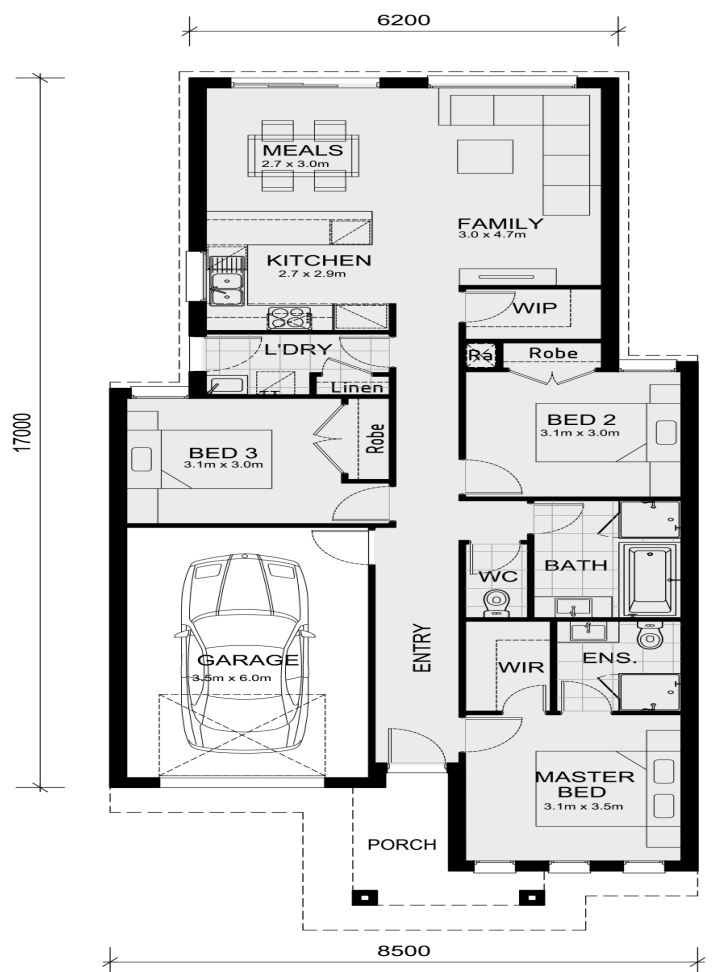 6200
MEALS
2.7 x 3.0m
FAMILY
3.0 x 4.7m
KITCHEN
2.7 x 2.9m
WIP
L'DRY
Ra
Robe
Linen
TT
17000
BED 3
3.1m x 3.0m
Robe
BED 2
3.1m x 3.0m
WC
BATH
GARAGE
3.5m x 6.0m
ENTRY
WIR
ENS.
MASTER
BED
3.1m x 3.5m
PORCH
8500